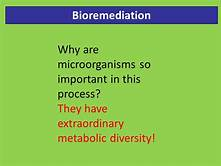 Bioremediation
Why are
microorganisms so
important in this
process?
They have
extraordinary
metabolic diversity!